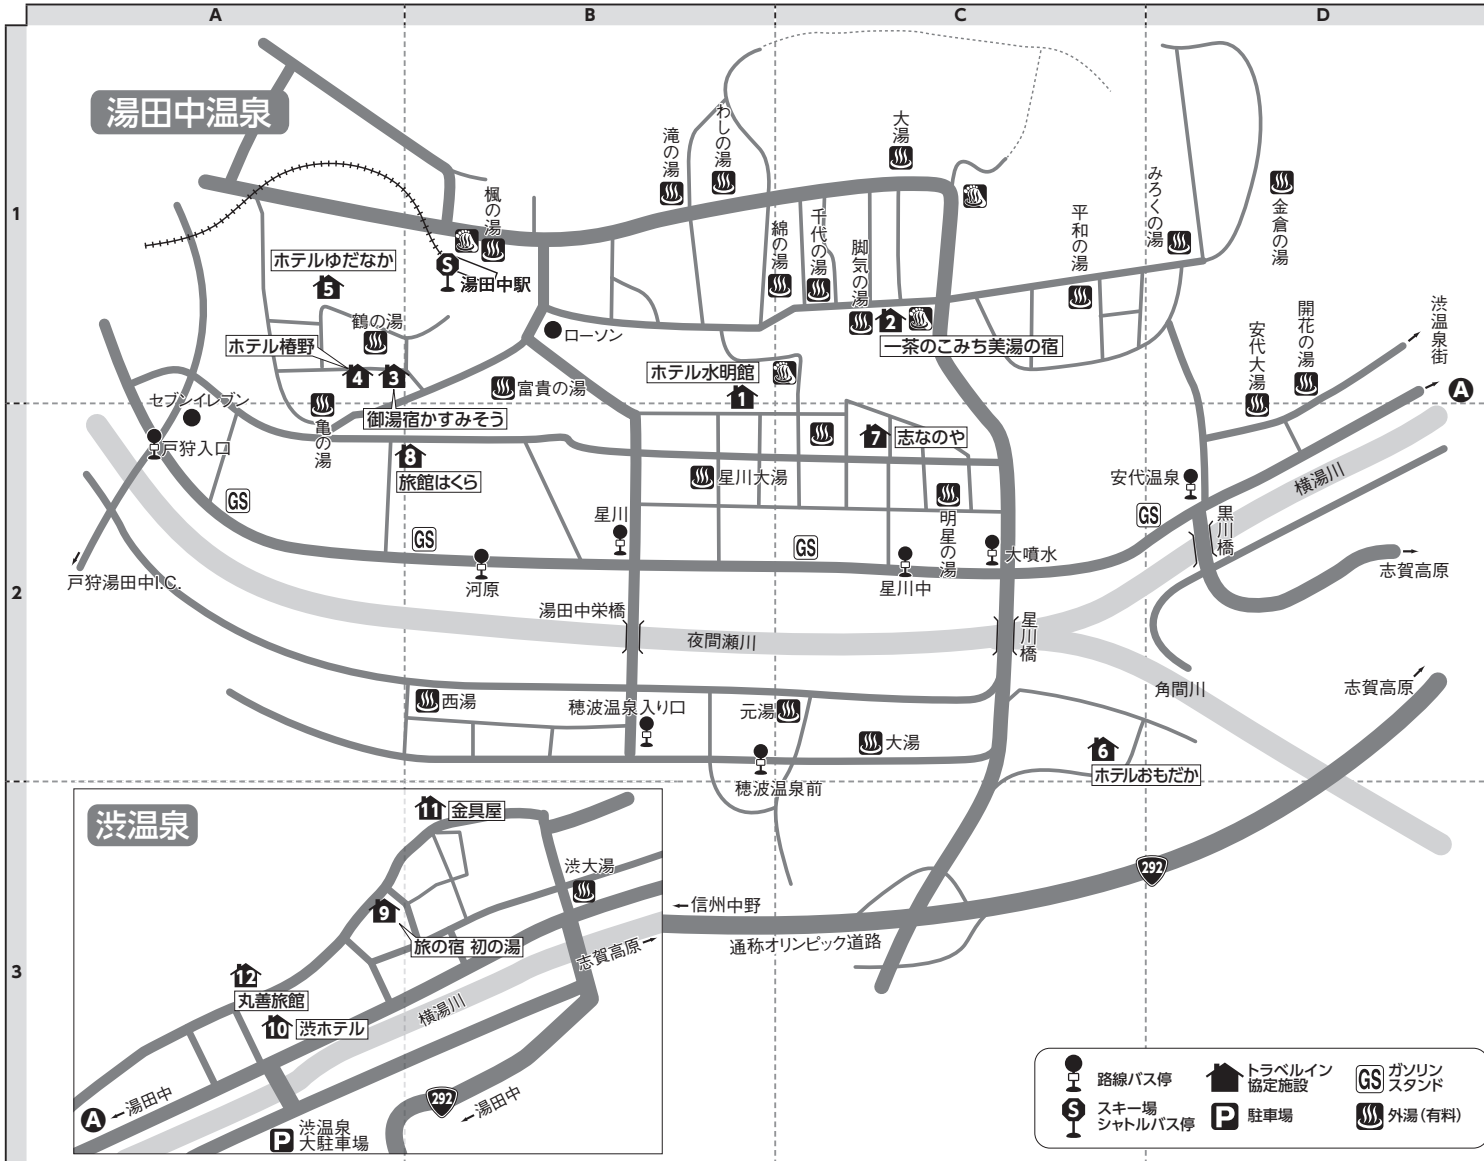 A
B
C
D
1
2
3
湯田中温泉
滝の湯
わしの湯
大湯
楓の湯
綿の湯
千代の湯
脚気の湯
平和の湯
みろくの湯
金倉の湯
ホテルゆだなか
5
S
湯田中駅
鶴の湯
ローソン
2
一茶のこみち美湯の宿
ホテル椿野
4
3
御湯宿かすみそう
富貴の湯
ホテル水明館
1
安代大湯
開花の湯
渋温泉街
A
セブンイレブン
戸狩入口
亀の湯
8
旅館はくら
7
志なのや
星川大湯
明星の湯
安代温泉
横湯川
黒川橋
GS
GS
GS
GS
星川
河原
星川中
大噴水
戸狩湯田中I.C.
志賀高原
湯田中栄橋
夜間瀬川
星川橋
角間川
志賀高原
西湯
穂波温泉入り口
元湯
大湯
穂波温泉前
6
ホテルおもだか
292
←信州中野
通称オリンピック道路
渋温泉
11
金具屋
渋大湯
9
旅の宿 初の湯
志賀高原→
12
丸善旅館
10
渋ホテル
横湯川
A
←湯田中
292
←湯田中
P
渋温泉
大駐車場
路線バス停
トラベルイン
協定施設
GS
ガソリン
スタンド
S
スキー場
シャトルバス停
P
駐車場
外湯(有料)